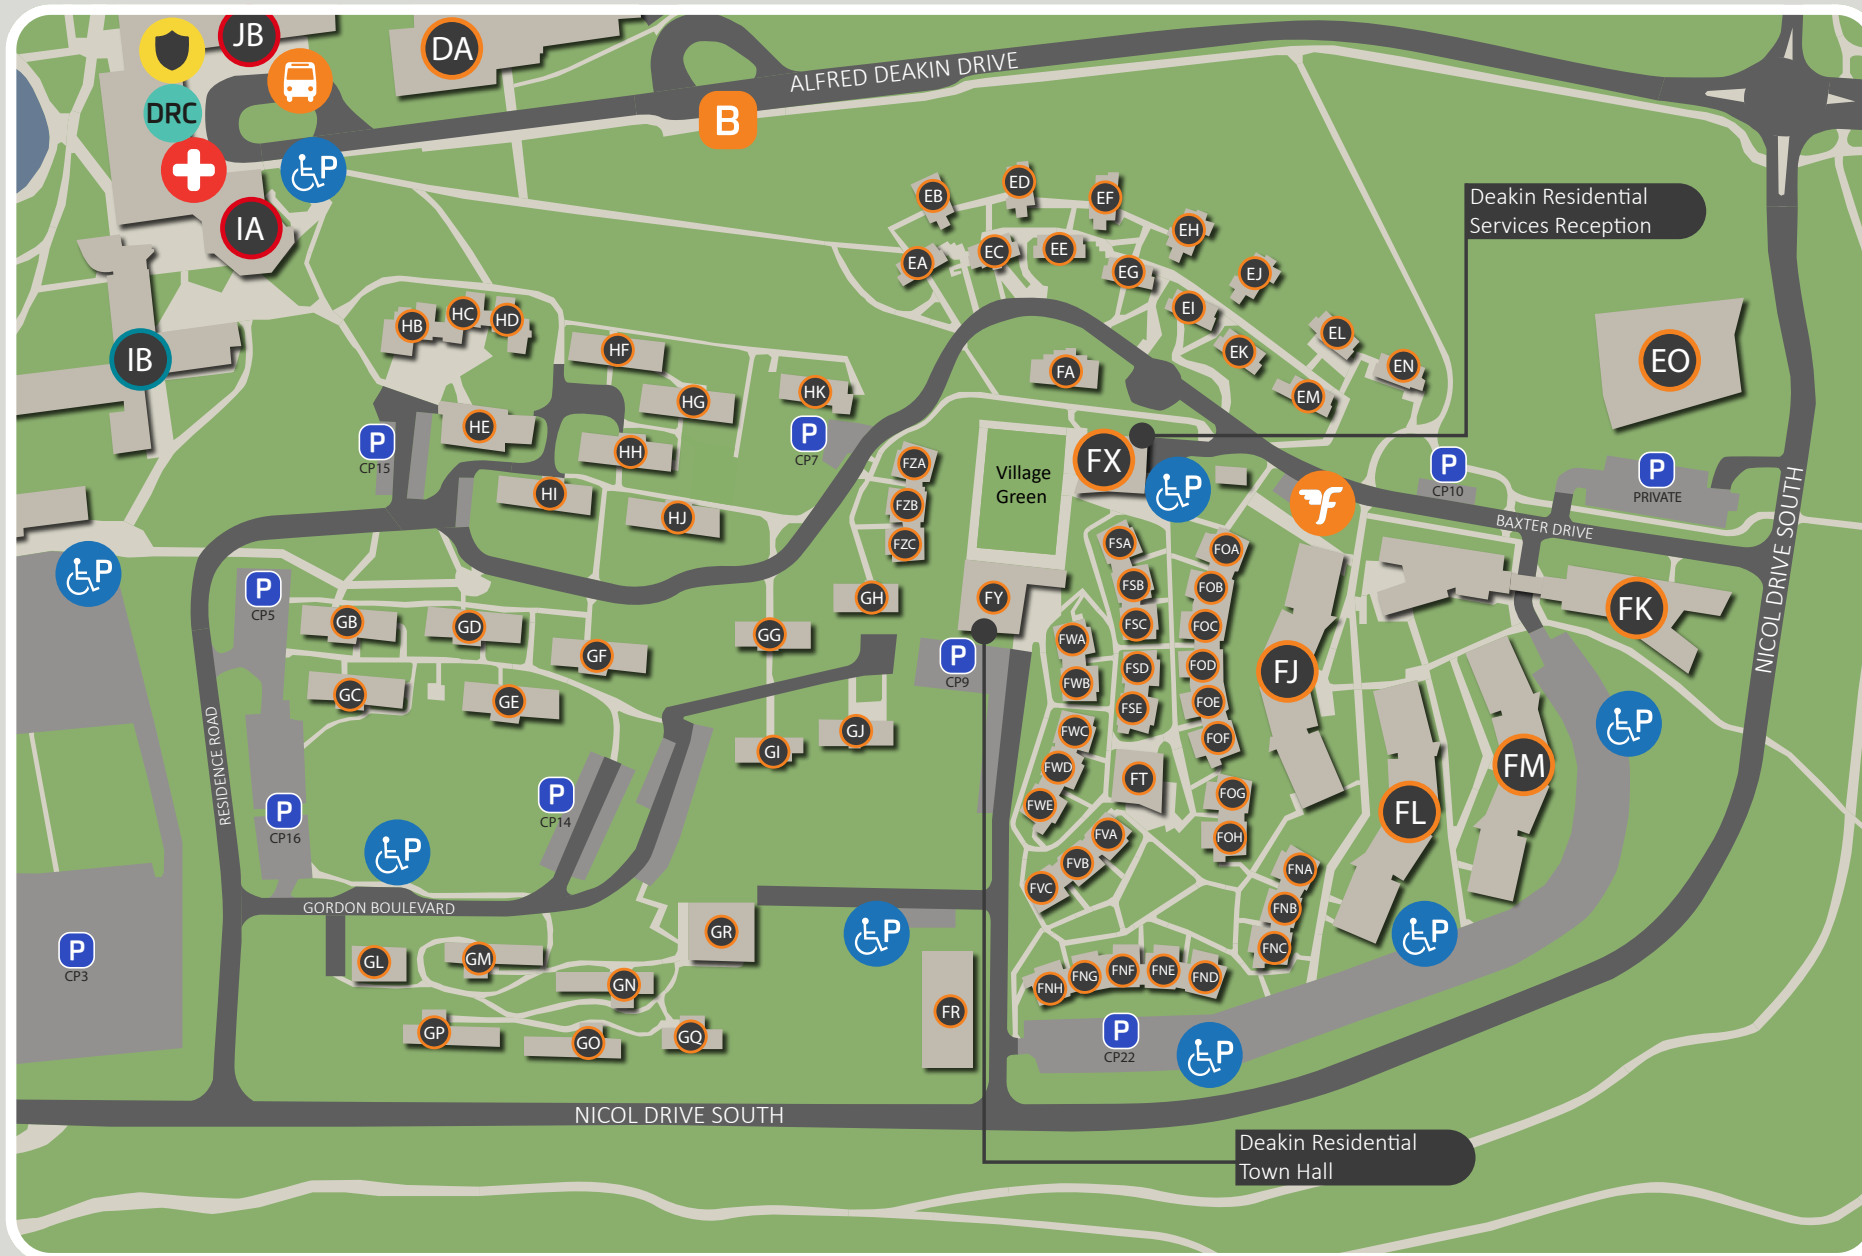 JB
DA
ALFRED DEAKIN DRIVE
DRC
B
P
IA
IB
EB
ED
EF
EH
EA
EC
EE
EG
EJ
EI
EL
EK
EN
EM
Deakin Residential
Services Reception
EO
HB
HC
HD
HF
HG
HK
HE
HH
HI
HJ
P
CP15
P
CP7
FA
FX
Village
Green
P
FZA
FZB
FZC
P
CP10
P
PRIVATE
BAXTER DRIVE
NICOL DRIVE SOUTH
P
P
CP5
GB
GD
GF
GC
GE
GG
GH
GI
GJ
FY
P
CP9
FSA
FSB
FSC
FSD
FSE
FOA
FOB
FOC
FOD
FOE
FOF
FOG
FOH
FWA
FWB
FWC
FWD
FWE
FT
FVA
FVB
FVC
FJ
FK
FL
FM
P
RESIDENCE ROAD
P
CP16
P
CP14
P
GORDON BOULEVARD
P
CP3
GL
GM
GN
GP
GO
GQ
GR
P
FR
FNA
FNB
FNC
FND
FNE
FNF
FNG
FNH
P
P
CP22
P
NICOL DRIVE SOUTH
Deakin Residential
Town Hall